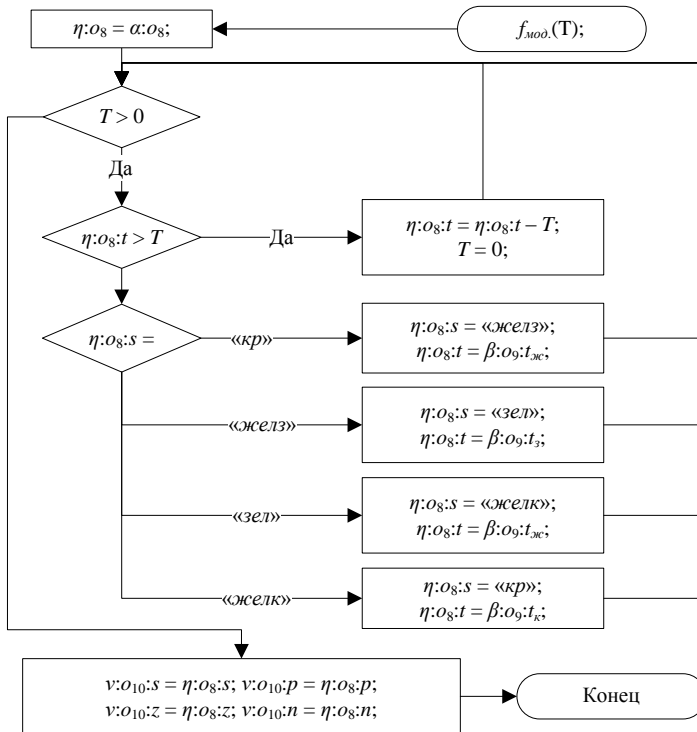 η:o₈ = α:o₈;
f_мод.(T);
T > 0
Да
η:o₈:t > T
Да
η:o₈:t = η:o₈:t – T;
T = 0;
η:o₈:s =
«кр»
η:o₈:s = «желз»;
η:o₈:t = β:o₉:t_ж;
«желз»
η:o₈:s = «зел»;
η:o₈:t = β:o₉:t_з;
«зел»
η:o₈:s = «желк»;
η:o₈:t = β:o₉:t_ж;
«желк»
η:o₈:s = «кр»;
η:o₈:t = β:o₉:t_к;
ν:o₁₀:s = η:o₈:s; ν:o₁₀:p = η:o₈:p;
ν:o₁₀:z = η:o₈:z; ν:o₁₀:n = η:o₈:n;
Конец